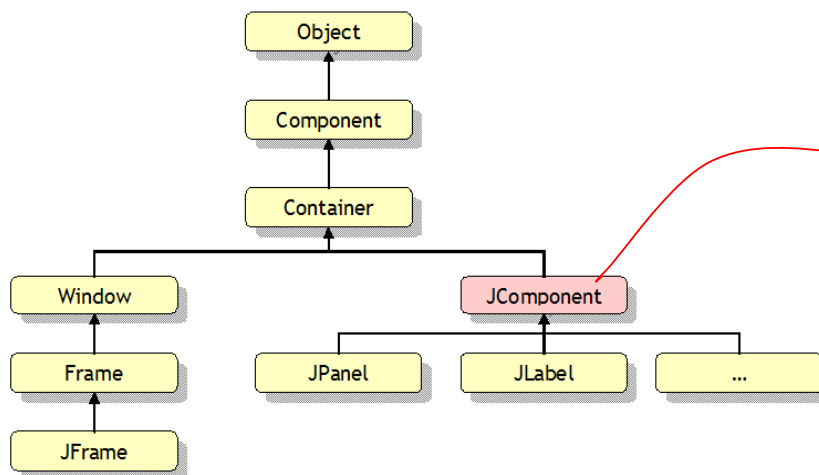 Object
Component
Container
Window
JComponent
Frame
JPanel
JLabel
...
JFrame